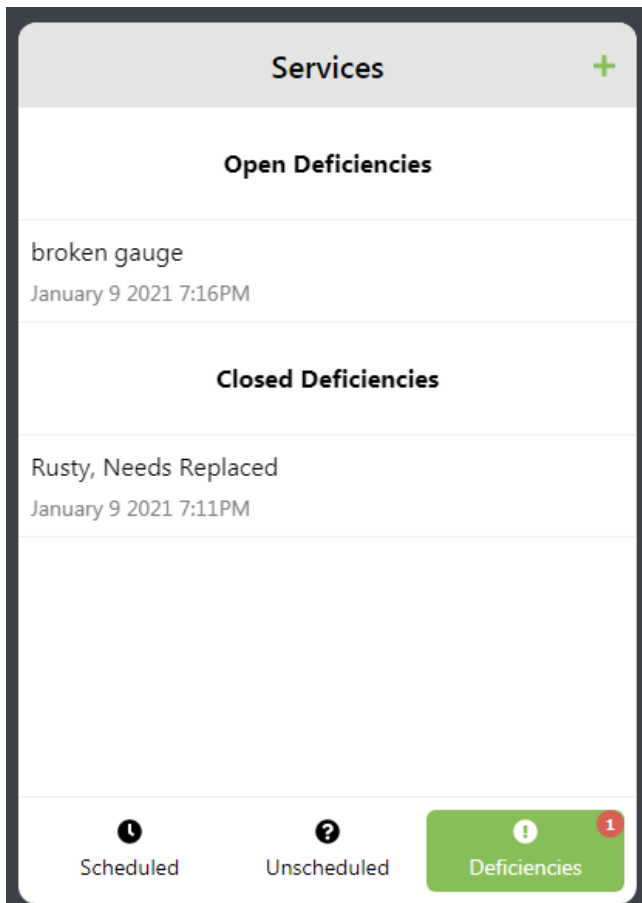 Services +
Open Deficiencies
broken gauge
January 9 2021 7:16PM
Closed Deficiencies
Rusty, Needs Replaced
January 9 2021 7:11PM
Scheduled
Unscheduled
1
Deficiencies